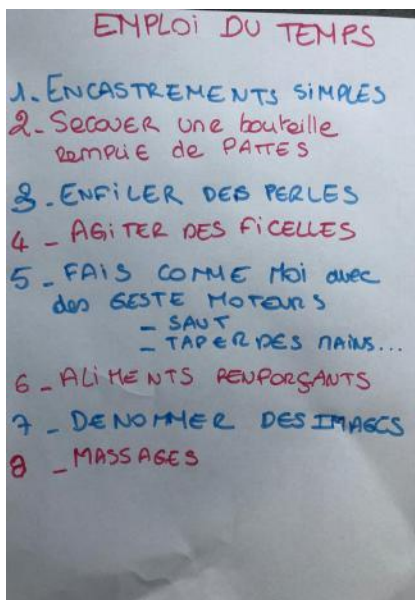 EMPLOI DU TEMPS
1. ENCASTREMENTS SIMPLES
2- SECOUER une bouteille
REMPLIE de PATTES
3. ENFILER DES PERLES
4 - AGITER DES FICELLES
5 - FAIS COMME MOI avec
des GESTE MOTEURS
- SAUT
- TAPER DES MAINS...
6 - ALIMENTS RENFORÇANTS
7 - DENOMMER DES IMAGES
8 - MASSAGES